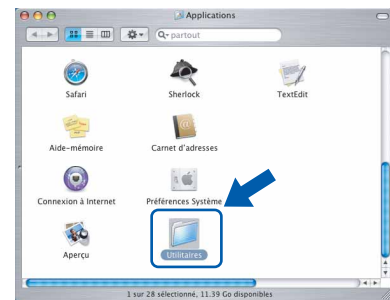 Applications
partout
Safari
Sherlock
TextEdit
Aide-mémoire
Carnet d'adresses
Connexion à Internet
Préférences Système
Aperçu
Utilitaires
1 sur 28 sélectionné, 11.39 Go disponibles